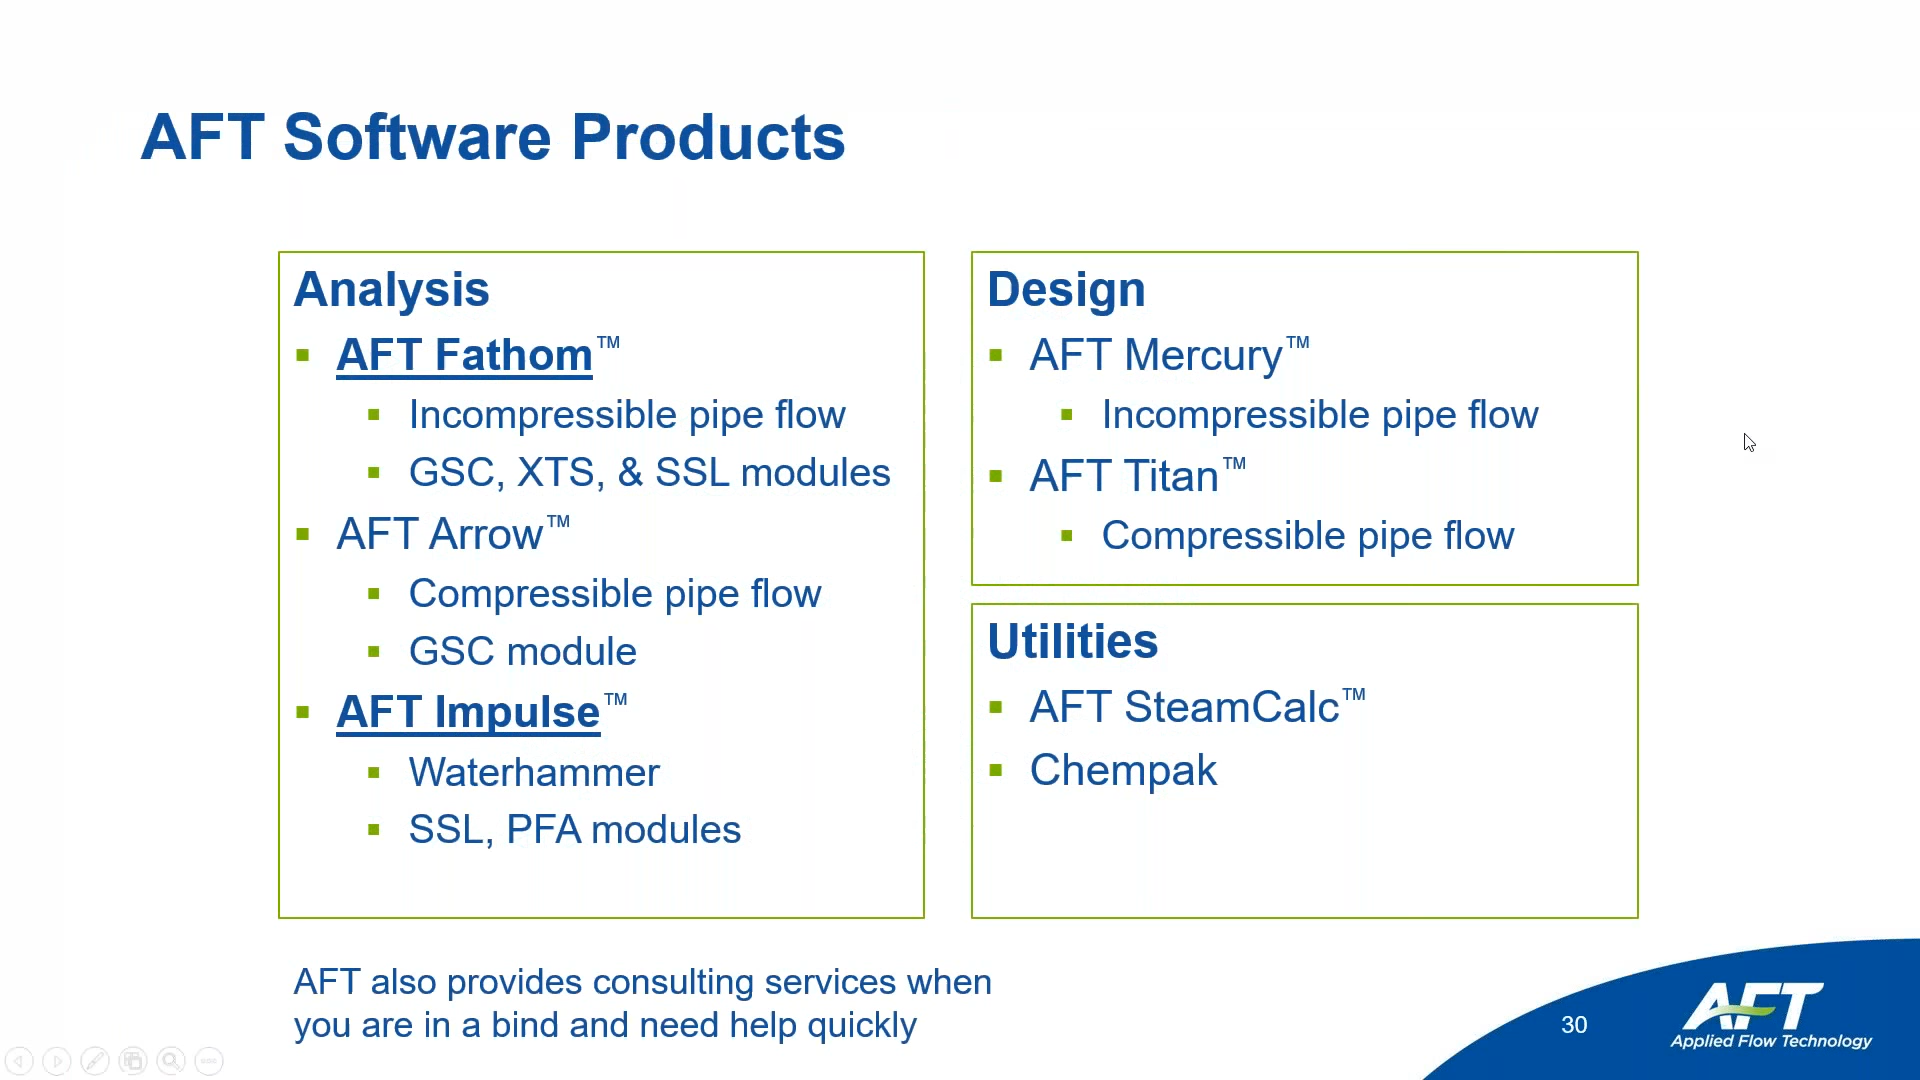 AFT Software Products
Analysis
AFT Fathom™
Incompressible pipe flow
GSC, XTS, & SSL modules
AFT Arrow™
Compressible pipe flow
GSC module
AFT Impulse™
Waterhammer
SSL, PFA modules
Design
AFT Mercury™
Incompressible pipe flow
AFT Titan™
Compressible pipe flow
Utilities
AFT SteamCalc™
Chempak
AFT also provides consulting services when
you are in a bind and need help quickly
30
AFT
Applied Flow Technology